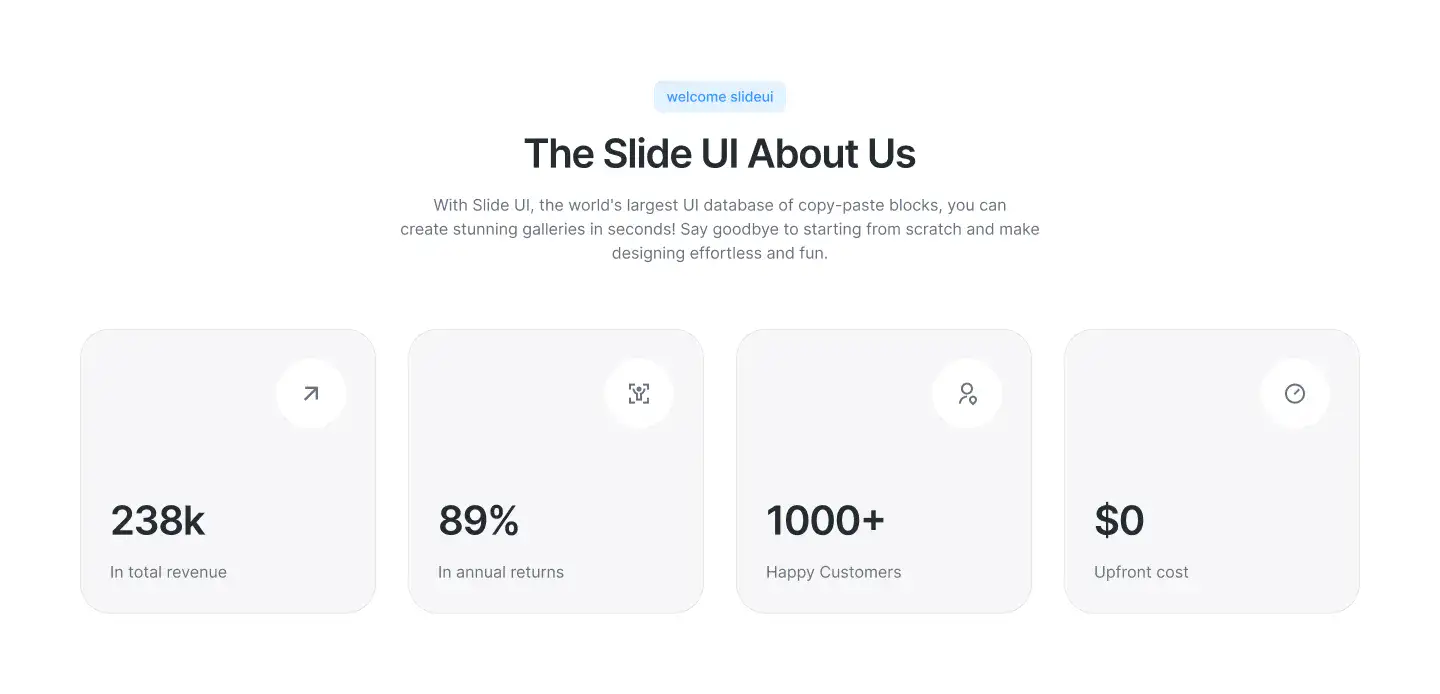 welcome slideui
The Slide UI About Us
With Slide UI, the world's largest UI database of copy-paste blocks, you can
create stunning galleries in seconds! Say goodbye to starting from scratch and make
designing effortless and fun.
238k
In total revenue
89%
In annual returns
1000+
Happy Customers
$0
Upfront cost